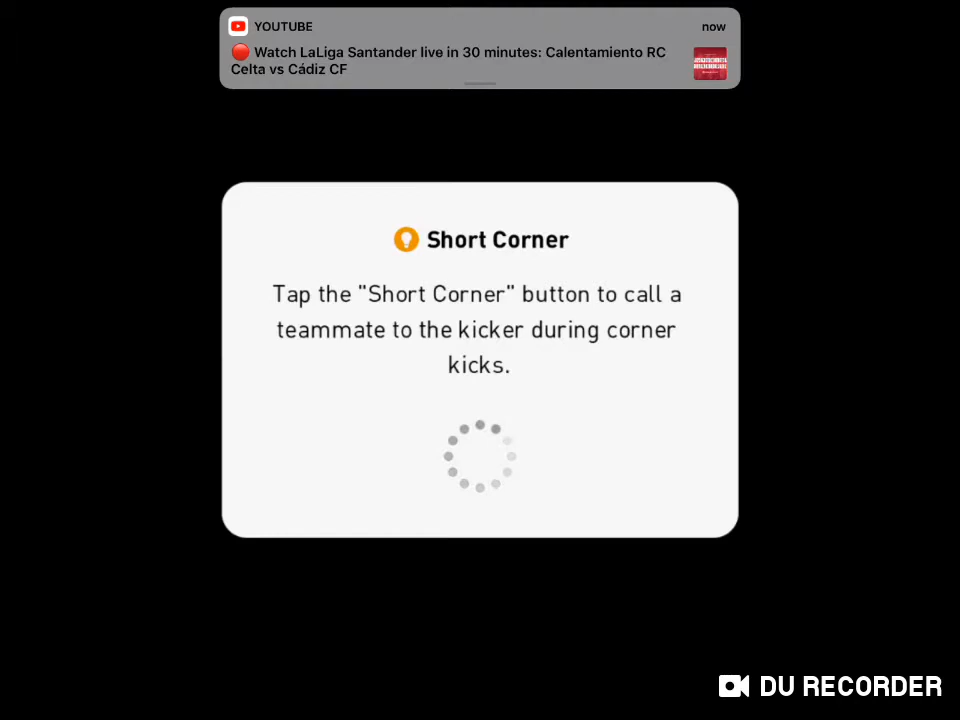 YOUTUBE
now
🔴 Watch LaLiga Santander live in 30 minutes: Calentamiento RC
Celta vs Cádiz CF
Short Corner
Tap the "Short Corner" button to call a
teammate to the kicker during corner
kicks.
DU RECORDER